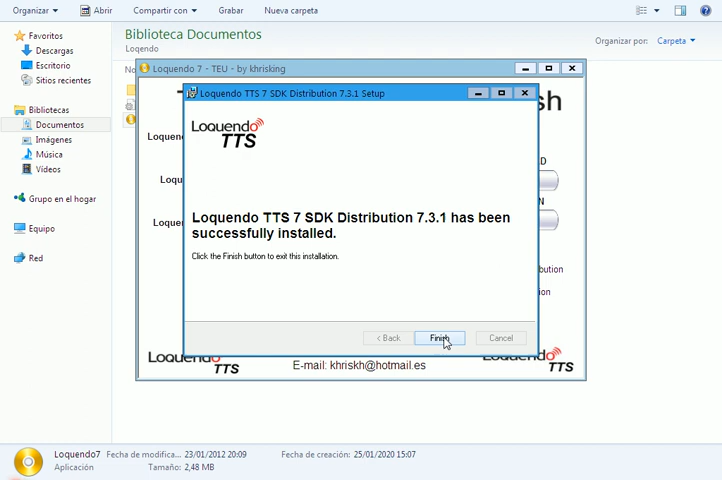 Organizar
Abrir
Compartir con
Grabar
Nueva carpeta
Favoritos
Descargas
Escritorio
Sitios recientes
Bibliotecas
Documentos
Imágenes
Música
Vídeos
Grupo en el hogar
Equipo
Red
Biblioteca Documentos
Loqendo
Organizar por: Carpeta
Loquendo 7 - TEU - by khrisking
Loquendo TTS 7 SDK Distribution 7.3.1 Setup
Loquendo
TTS
Loquendo TTS 7 SDK Distribution 7.3.1 has been
successfully installed.
Click the Finish button to exit this installation.
< Back
Finish
Cancel
TTS
E-mail: khriskh@hotmail.es
TTS
Loquendo7
Fecha de modifica... 23/01/2012 20:09
Fecha de creación: 25/01/2020 15:07
Aplicación
Tamaño: 2,48 MB